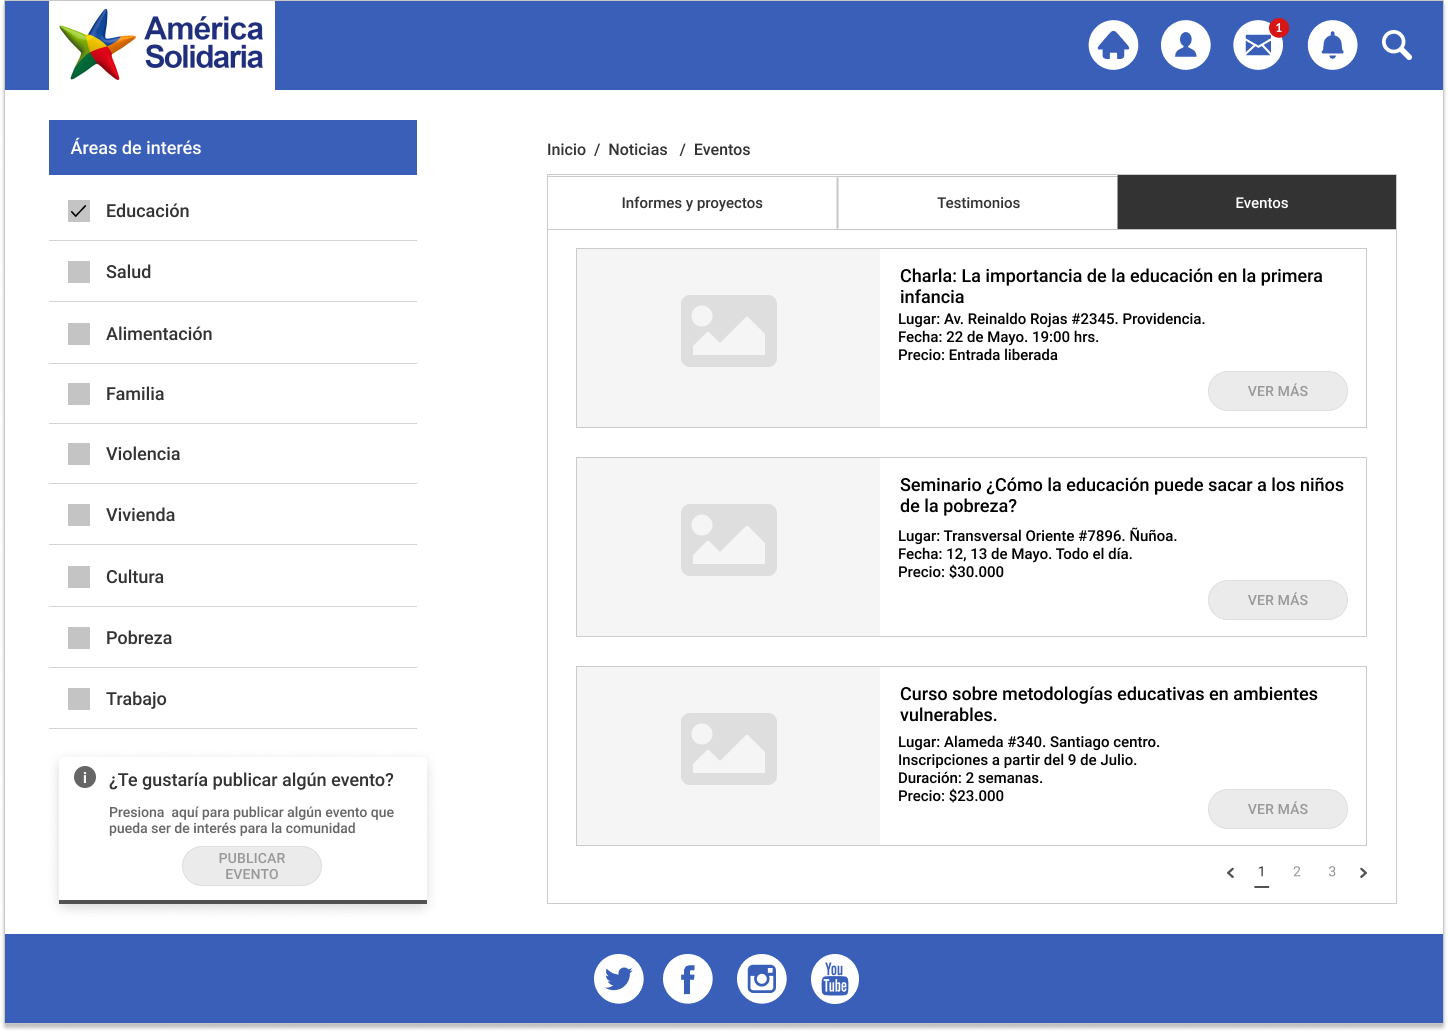 América
Solidaria
1
Áreas de interés
Educación
Salud
Alimentación
Familia
Violencia
Vivienda
Cultura
Pobreza
Trabajo
i
¿Te gustaría publicar algún evento?
Presiona  aquí para publicar algún evento que
pueda ser de interés para la comunidad
PUBLICAR
EVENTO
Inicio / Noticias / Eventos
Informes y proyectos
Testimonios
Eventos
Charla: La importancia de la educación en la primera
infancia
Lugar: Av. Reinaldo Rojas #2345. Providencia.
Fecha: 22 de Mayo. 19:00 hrs.
Precio: Entrada liberada
VER MÁS
Seminario ¿Cómo la educación puede sacar a los niños
de la pobreza?
Lugar: Transversal Oriente #7896. Ñuñoa.
Fecha: 12, 13 de Mayo. Todo el día.
Precio: $30.000
VER MÁS
Curso sobre metodologías educativas en ambientes
vulnerables.
Lugar: Alameda #340. Santiago centro.
Inscripciones a partir del 9 de Julio.
Duración: 2 semanas.
Precio: $23.000
VER MÁS
1 2 3
You
Tube